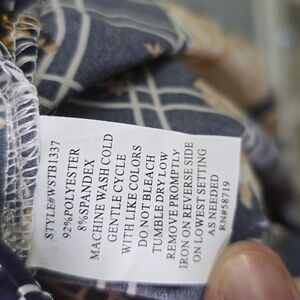 STYLE#WSTB1337
92%POLYESTER
8%SPANDEX
MACHINE WASH COLD
GENTLE CYCLE
WITH LIKE COLORS
DO NOT BLEACH
TUMBLE DRY LOW
REMOVE PROMPTLY
IRON ON REVERSE SIDE
ON LOWEST SETTING
AS NEEDED
RN#58719